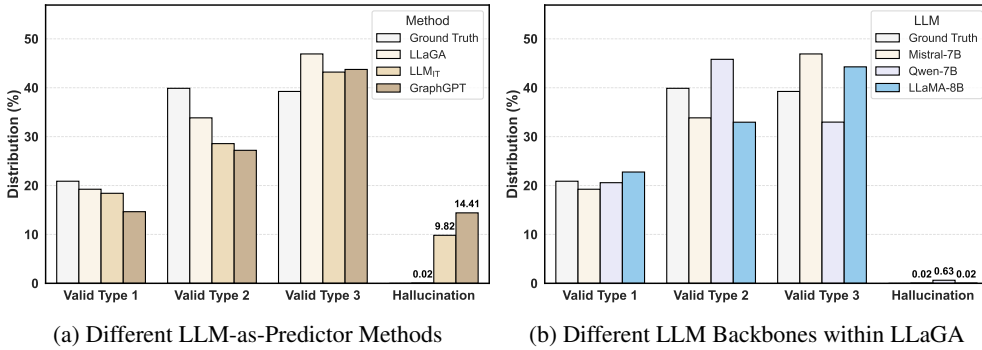 Distribution (%)
50
40
30
20
10
0
Method
Ground Truth
LLaGA
LLM_IT
GraphGPT
0.02
9.82
14.41
Valid Type 1
Valid Type 2
Valid Type 3
Hallucination
(a) Different LLM-as-Predictor Methods
Distribution (%)
50
40
30
20
10
0
LLM
Ground Truth
Mistral-7B
Qwen-7B
LLaMA-8B
0.02
0.63
0.02
Valid Type 1
Valid Type 2
Valid Type 3
Hallucination
(b) Different LLM Backbones within LLaGA